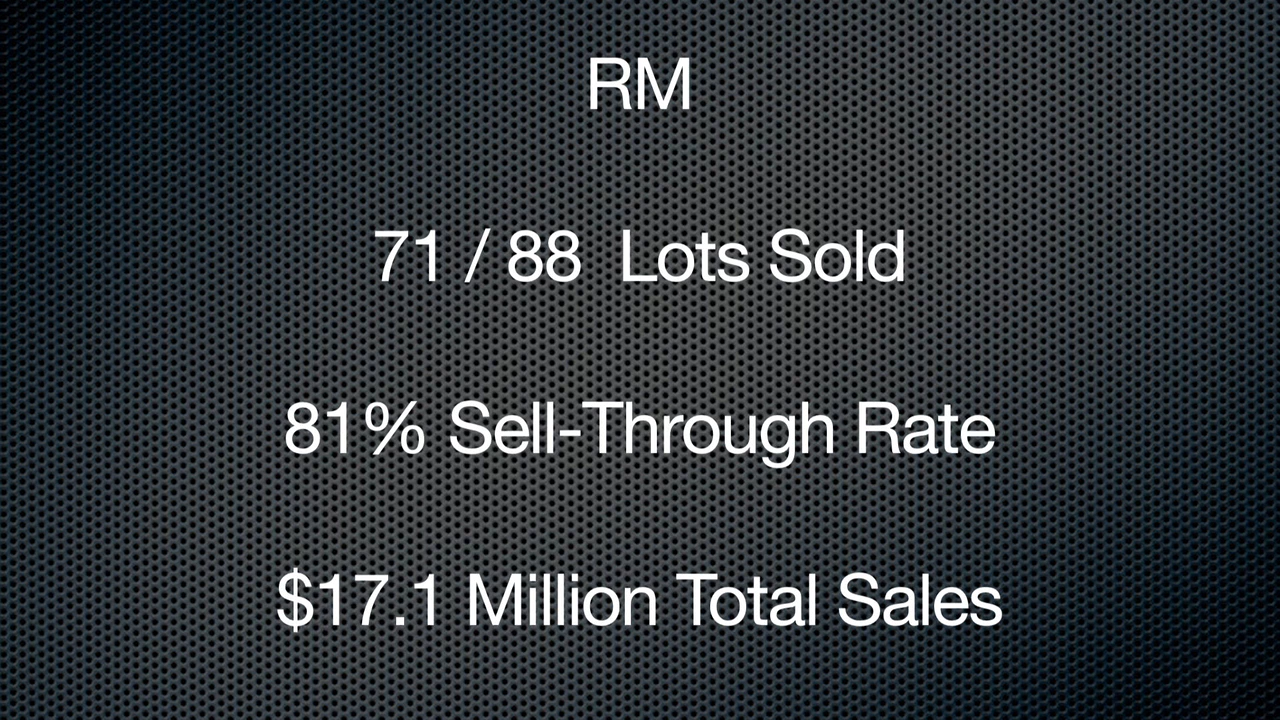 RM
71 / 88 Lots Sold
81% Sell-Through Rate
$17.1 Million Total Sales